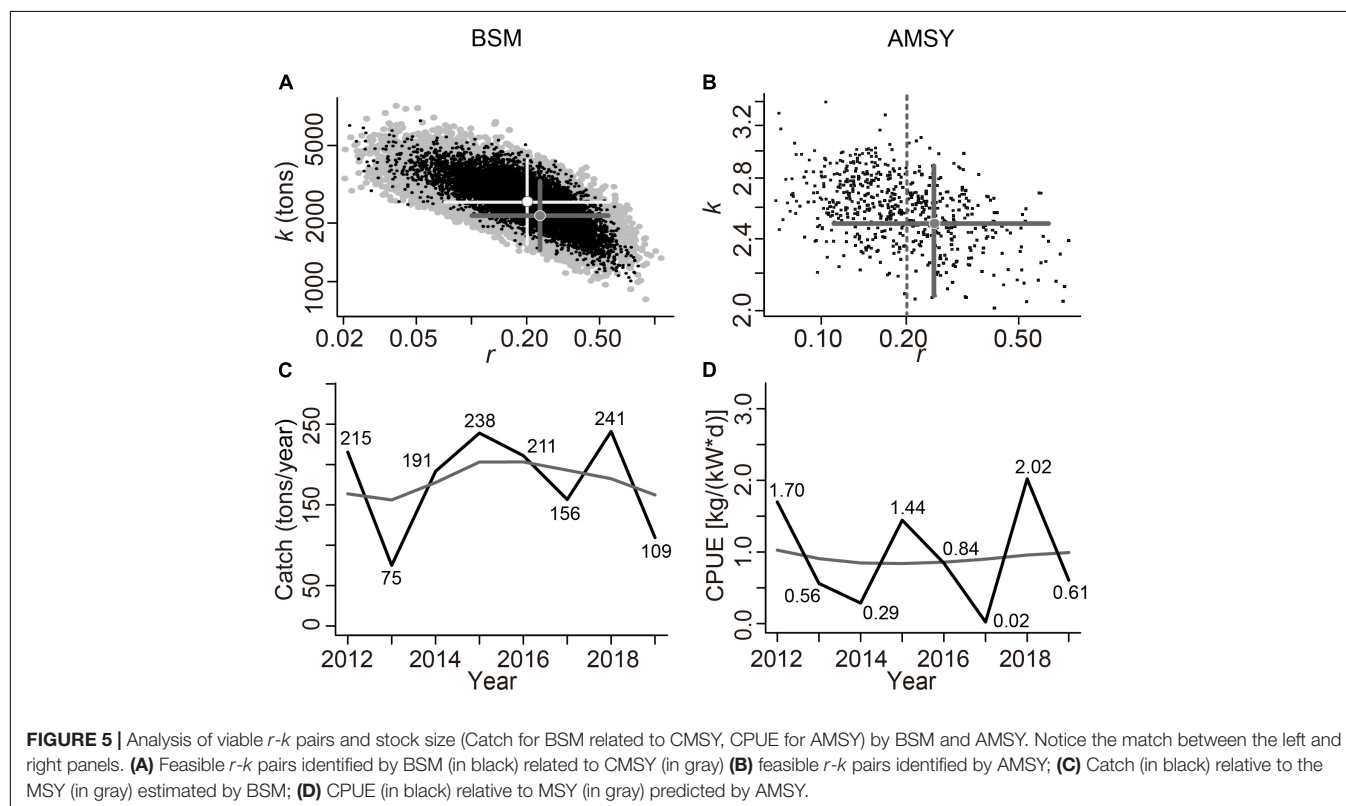 BSM
AMSY
A
k (tons)
5000
2000
1000
0.02
0.05
0.20
0.50
r
B
k
3.2
2.8
2.4
2.0
0.10
0.20
0.50
r
C
Catch (tons/year)
250
150
50
0
215
75
191
238
211
156
241
109
2012
2014
2016
2018
Year
D
CPUE [kg/(kW*d)]
3.0
2.0
1.0
0.0
1.70
0.56
0.29
1.44
0.84
0.02
2.02
0.61
2012
2014
2016
2018
Year
FIGURE 5 | Analysis of viable r-k pairs and stock size (Catch for BSM related to CMSY, CPUE for AMSY) by BSM and AMSY. Notice the match between the left and
right panels. (A) Feasible r-k pairs identified by BSM (in black) related to CMSY (in gray) (B) feasible r-k pairs identified by AMSY; (C) Catch (in black) relative to the
MSY (in gray) estimated by BSM; (D) CPUE (in black) relative to MSY (in gray) predicted by AMSY.